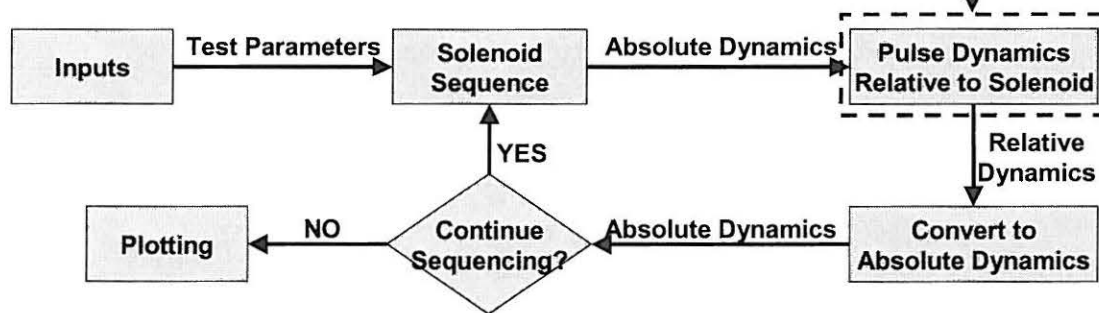 Inputs
Test Parameters
Solenoid
Sequence
Absolute Dynamics
Pulse Dynamics
Relative to Solenoid
Relative
Dynamics
YES
Plotting
NO
Continue
Sequencing?
Absolute Dynamics
Convert to
Absolute Dynamics